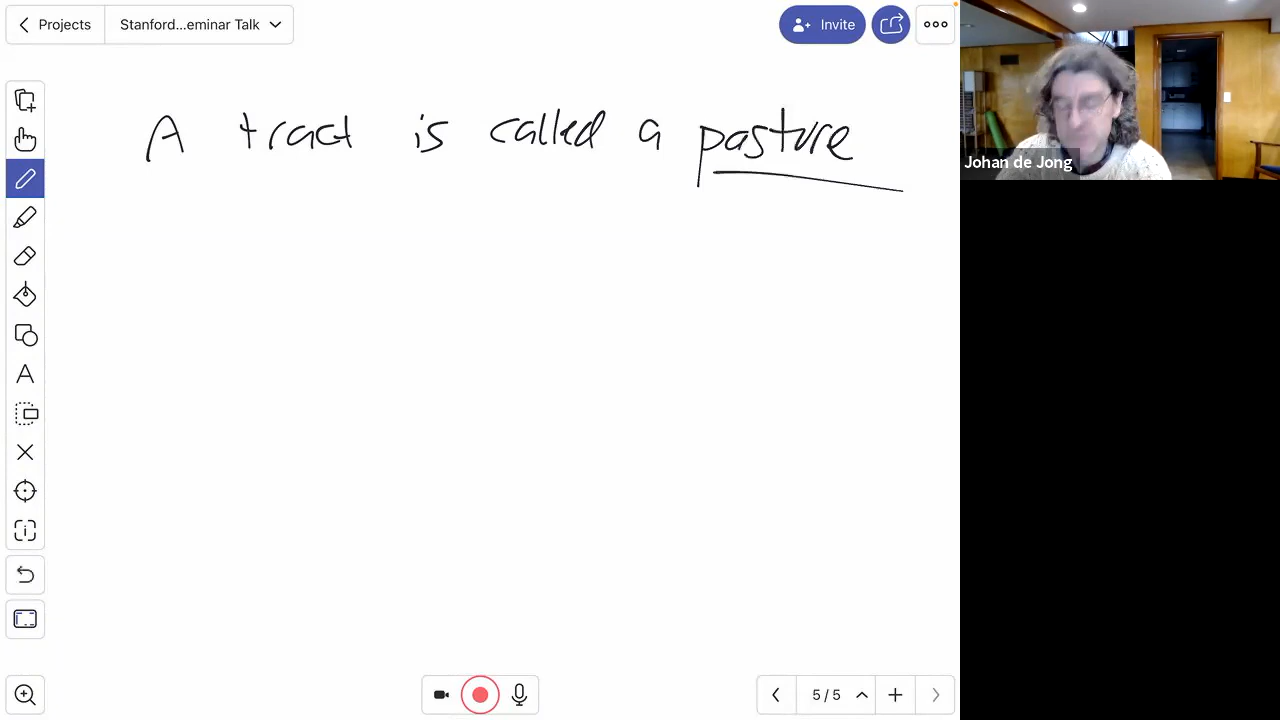 Projects
Stanford...eminar Talk
Invite
A tract is called a pasture
Johan de Jong
A
5/5